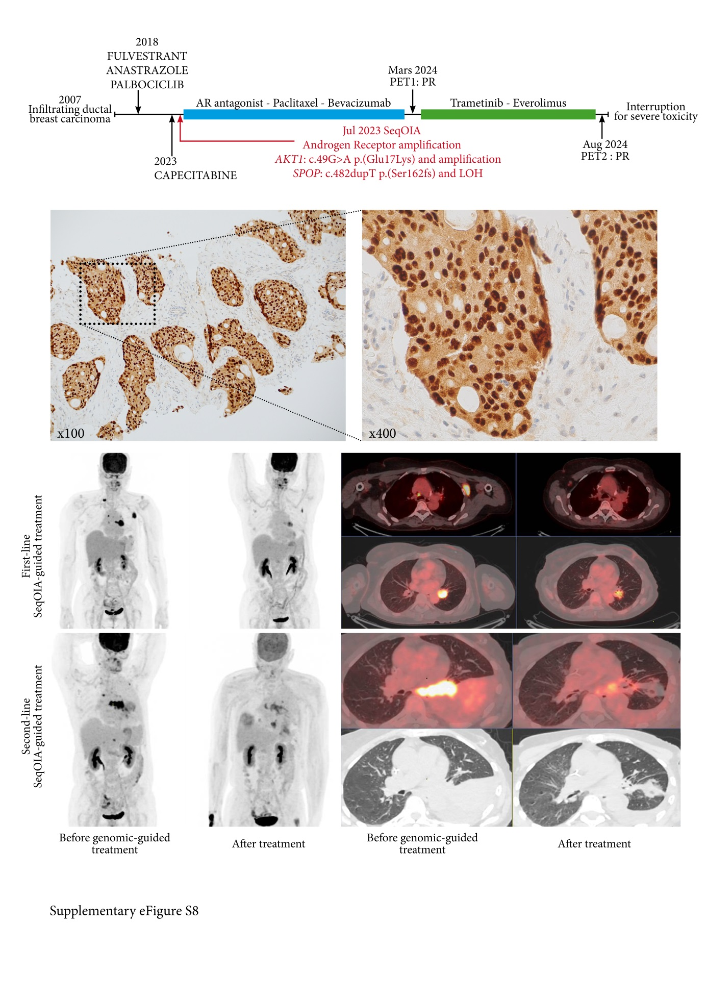 2018
FULVESTRANT
ANASTRAZOLE
PALBOCICLIB
2007
Infiltrating ductal
breast carcinoma
AR antagonist - Paclitaxel - Bevacizumab
Mars 2024
PET1: PR
Trametinib - Everolimus
Interruption
for severe toxicity
2023
CAPECITABINE
Jul 2023 SeqOIA
Androgen Receptor amplification
AKT1: c.49G>A p.(Glu17Lys) and amplification
SPOP: c.482dupT p.(Ser162fs) and LOH
Aug 2024
PET2 : PR
x100
x400
First-line
SeqOIA-guided treatment
Second-line
SeqOIA-guided treatment
Before genomic-guided
treatment
After treatment
Before genomic-guided
treatment
After treatment
Supplementary eFigure S8